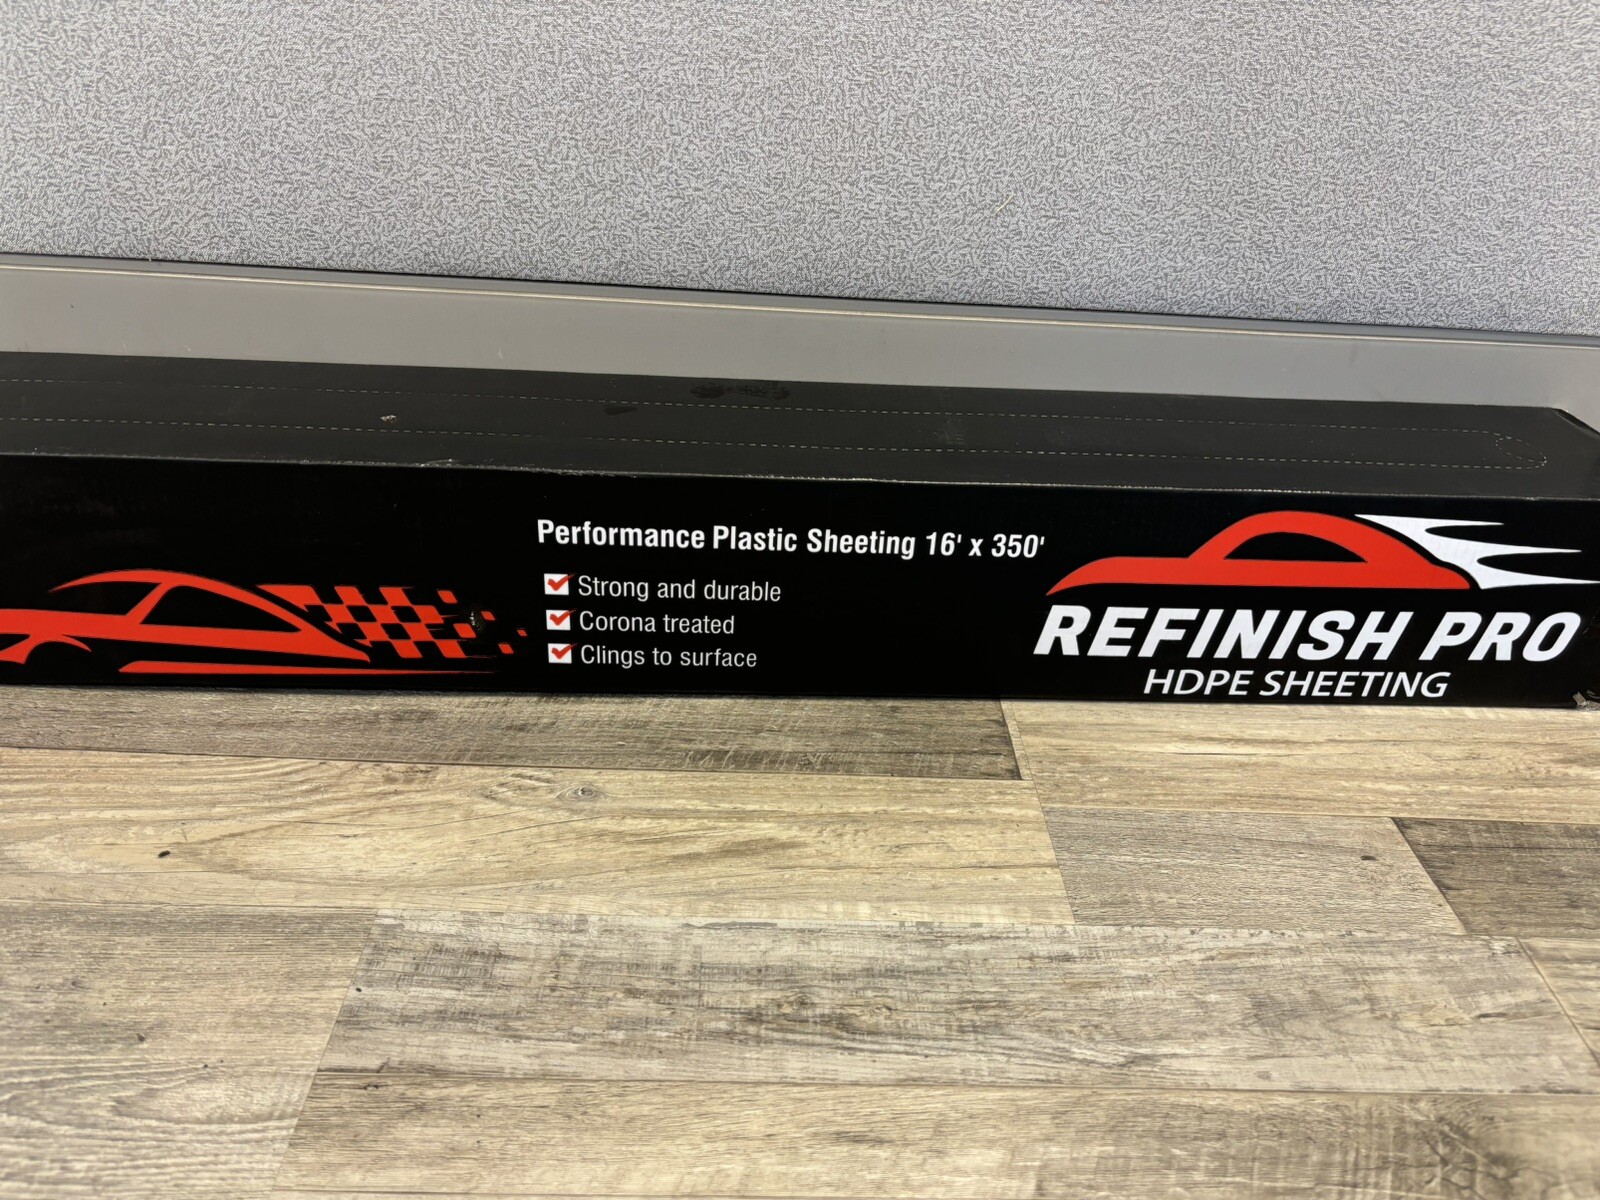 Performance Plastic Sheeting 16' x 350'
Strong and durable
Corona treated
Clings to surface
REFINISH PRO
HDPE SHEETING